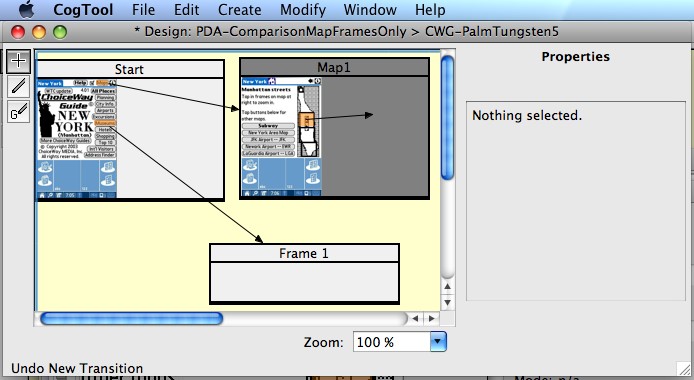 CogTool File Edit Create Modify Window Help
* Design: PDA-ComparisonMapFramesOnly > CWG-PalmTungsten5
Properties
Nothing selected.
Start
New York Help
WTC update 4.01 All Places
ChoiceWay
Guide
NEW
YORK
(Manhattan)
More ChoiceWay Guides
© Copyright 2003
ChoiceWay MEDIA, Inc
All rights reserved.
Planning
City Info.
Airports
Excursions
Museums
Hotels
Shopping
Top 10
Int'l Visitors
Address Finder
Map1
New York
Manhattan streets
Tap in frames on map at
right to zoom in.
Tap buttons below for
other maps.
Subway
New York Area Map
JFK Airport -- JFK
Newark Airport -- EWR
LaGuardia Airport -- LGA
Frame 1
Zoom: 100 %
Undo New Transition